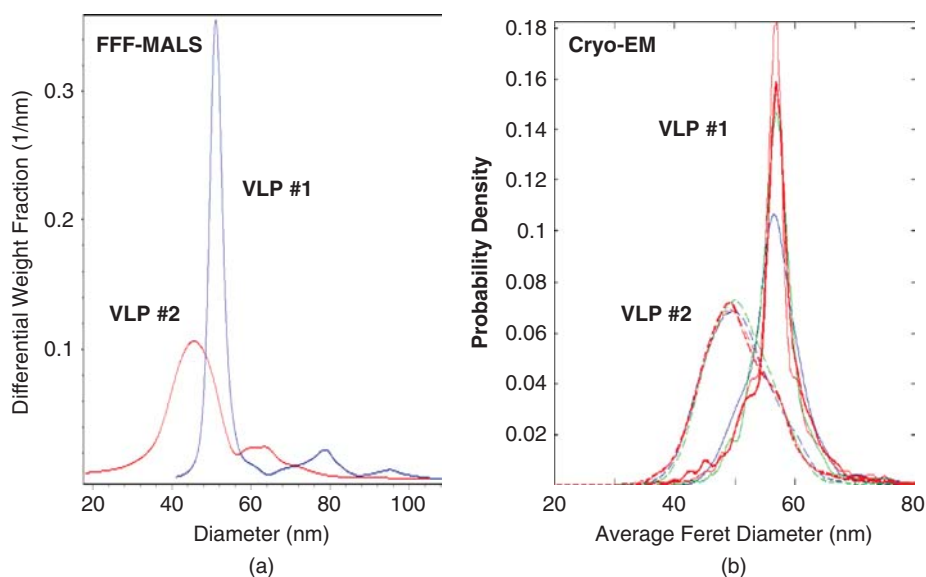 FFF-MALS
VLP #1
VLP #2
0.3
0.2
0.1
Differential Weight Fraction (1/nm)
20 40 60 80 100
Diameter (nm)
(a)
Cryo-EM
VLP #1
VLP #2
0.18
0.16
0.14
0.12
0.1
0.08
0.06
0.04
0.02
Probability Density
20 40 60 80
Average Feret Diameter (nm)
(b)